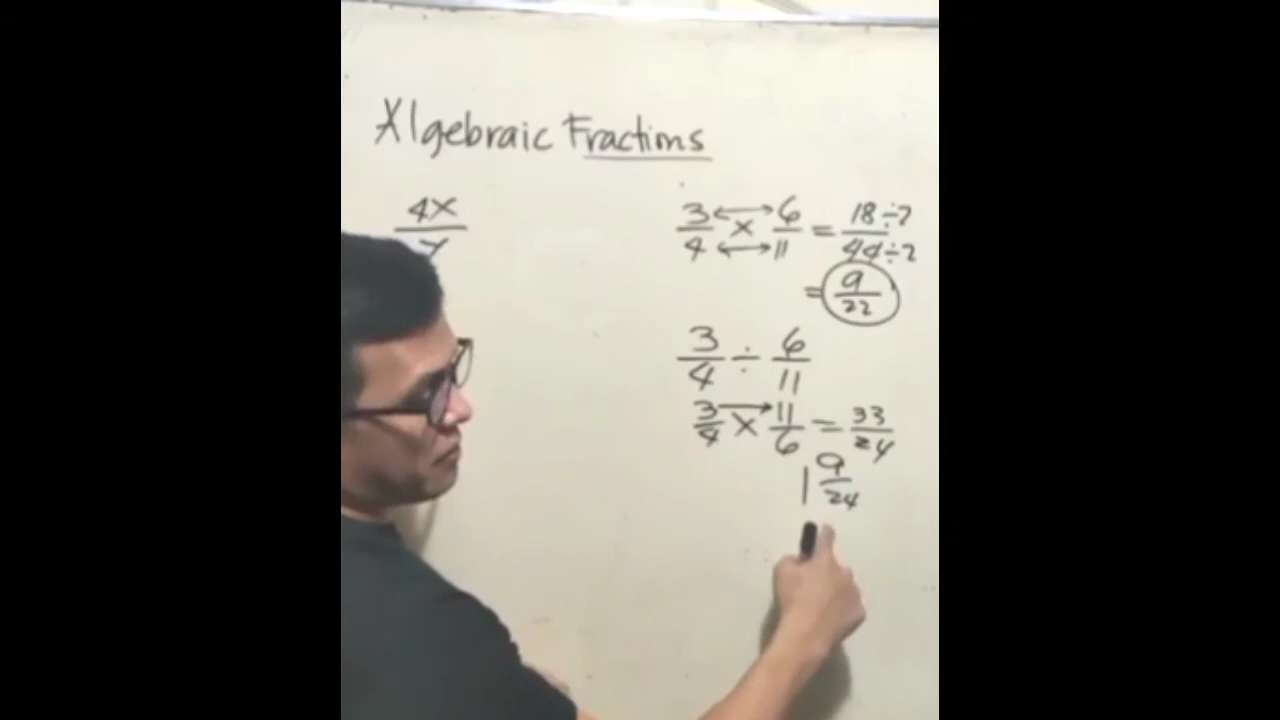 Algebraic Fractions
4x
y
3/4 x 6/11 = 18÷2/44÷2
= 9/22
3/4 ÷ 6/11
3/4 x 11/6 = 33/24
1 9/24